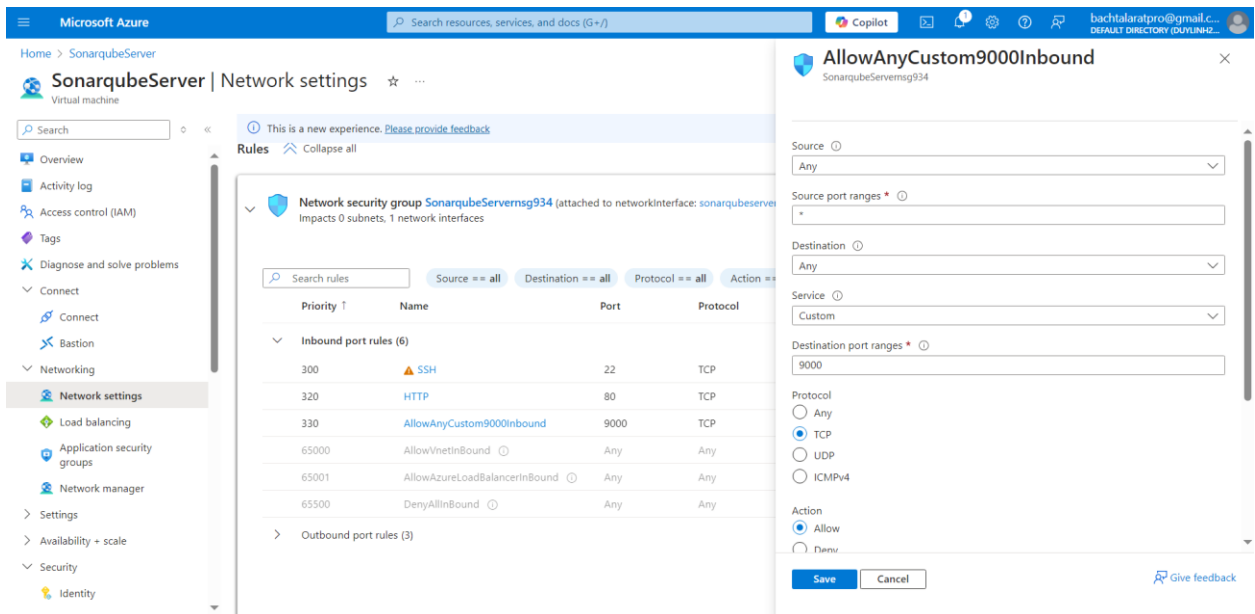 Microsoft Azure
Search resources, services, and docs (G+/)
Copilot
1
bachtalaratpro@gmail.c...
DEFAULT DIRECTORY (DUYLINH2...
Home > SonarqubeServer
SonarqubeServer | Network settings
Virtual machine
Search
Overview
Activity log
Access control (IAM)
Tags
Diagnose and solve problems
Connect
Connect
Bastion
Networking
Network settings
Load balancing
Application security
groups
Network manager
Settings
Availability + scale
Security
Identity
This is a new experience. Please provide feedback
Rules Collapse all
Network security group SonarqubeServernsg934 (attached to networkInterface: sonarqubeserver
Impacts 0 subnets, 1 network interfaces
Search rules Source == all Destination == all Protocol == all Action ==
Priority ↑ Name Port Protocol
Inbound port rules (6)
300 SSH 22 TCP
320 HTTP 80 TCP
330 AllowAnyCustom9000Inbound 9000 TCP
65000 AllowVnetInBound Any Any
65001 AllowAzureLoadBalancerInBound Any Any
65500 DenyAllInBound Any Any
Outbound port rules (3)
AllowAnyCustom9000Inbound
SonarqubeServernsg934
Source
Any
Source port ranges *
*
Destination
Any
Service
Custom
Destination port ranges *
9000
Protocol
Any
TCP
UDP
ICMPv4
Action
Allow
Deny
Save Cancel Give feedback